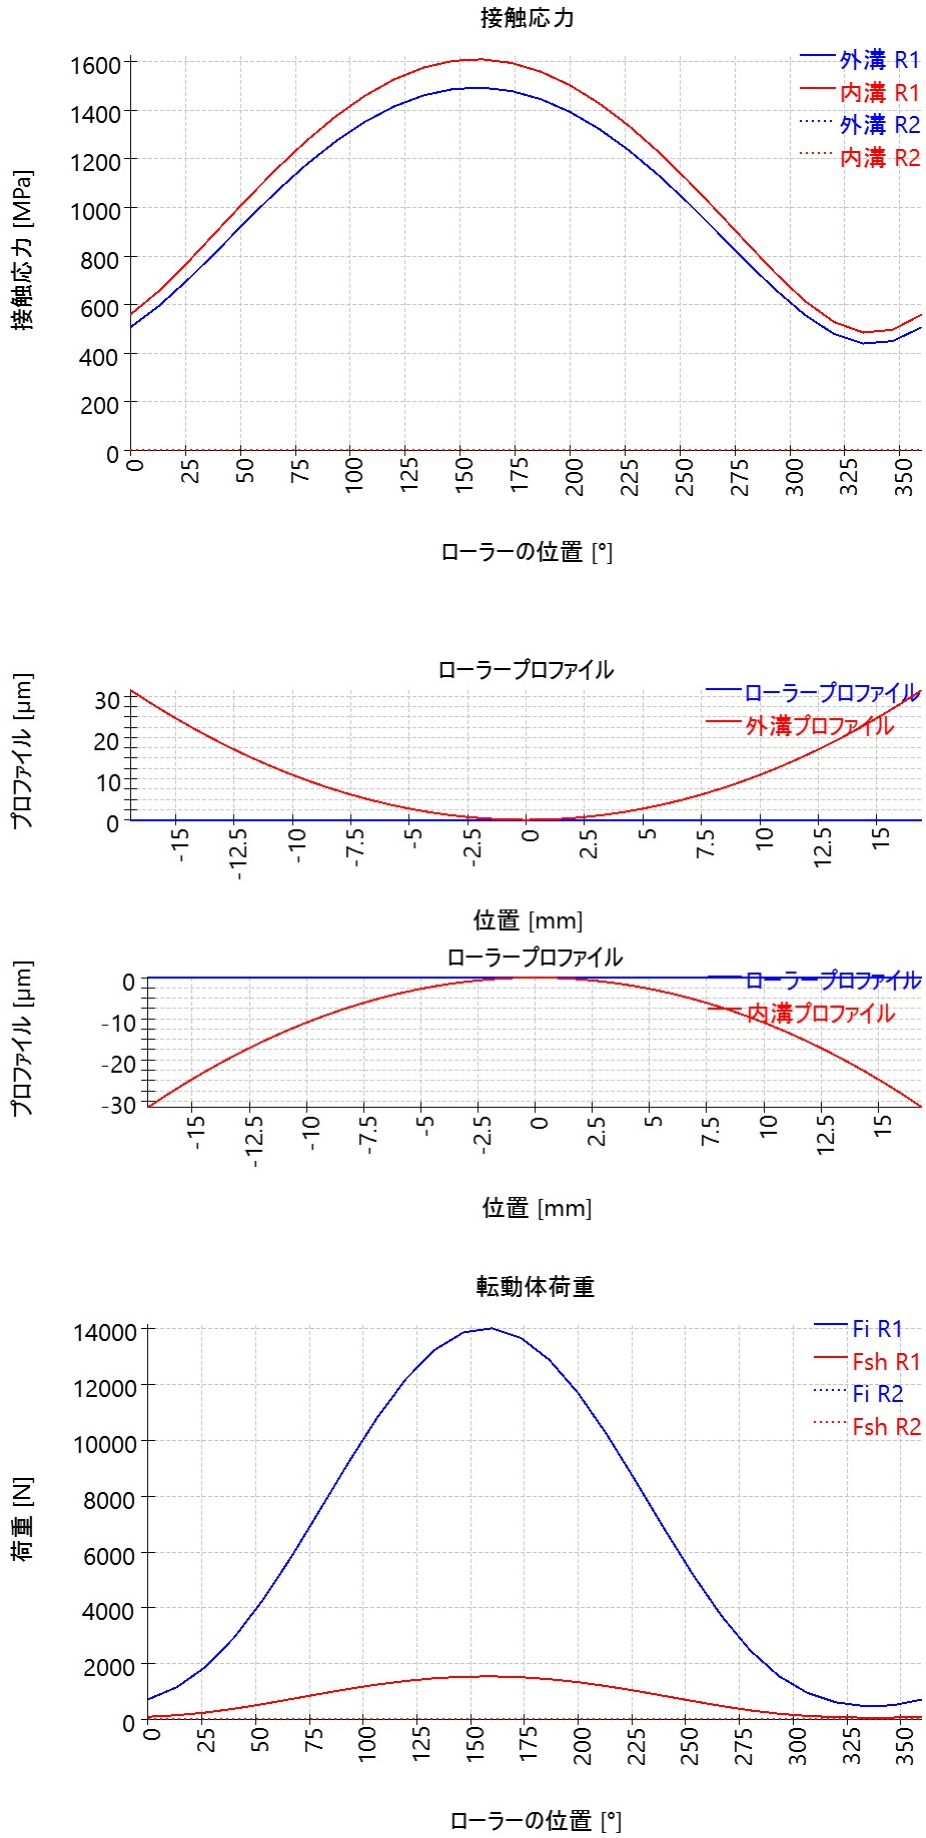 接触応力
外溝 R1
内溝 R1
外溝 R2
内溝 R2
接触応力 [MPa]
1600
1400
1200
1000
800
600
400
200
0
0 25 50 75 100 125 150 175 200 225 250 275 300 325 350
ローラーの位置 [°]
ローラープロファイル
ローラープロファイル
外溝プロファイル
プロファイル [µm]
30
20
10
0
-15 -12.5 -10 -7.5 -5 -2.5 0 2.5 5 7.5 10 12.5 15
位置 [mm]
ローラープロファイル
ローラープロファイル
内溝プロファイル
プロファイル [µm]
0
-10
-20
-30
-15 -12.5 -10 -7.5 -5 -2.5 0 2.5 5 7.5 10 12.5 15
位置 [mm]
転動体荷重
Fi R1
Fsh R1
Fi R2
Fsh R2
荷重 [N]
14000
12000
10000
8000
6000
4000
2000
0
0 25 50 75 100 125 150 175 200 225 250 275 300 325 350
ローラーの位置 [°]